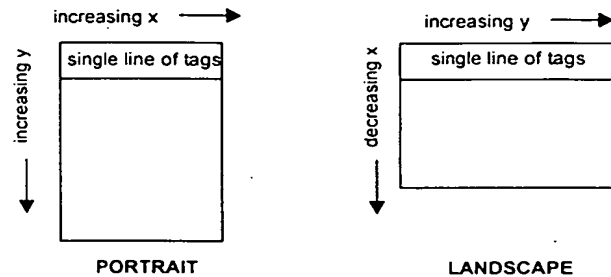 increasing x
increasing y
single line of tags
PORTRAIT
increasing y
decreasing x
single line of tags
LANDSCAPE